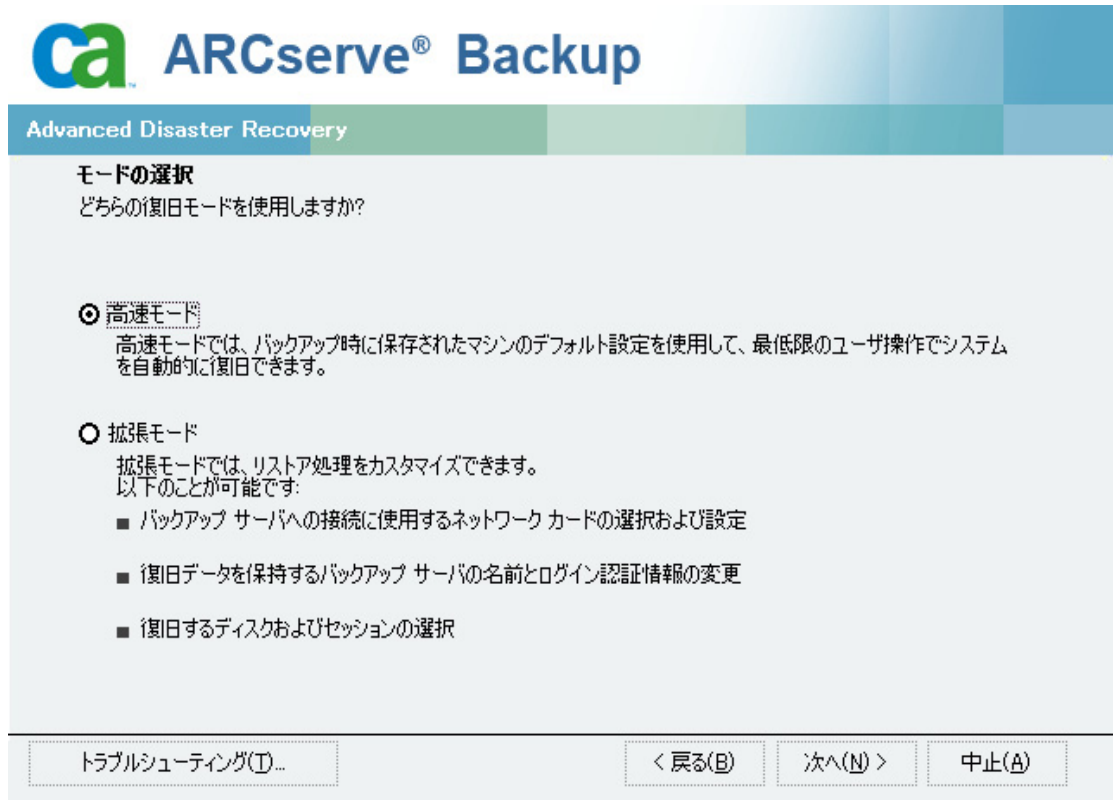 ca ARCserve® Backup
Advanced Disaster Recovery
モードの選択
どちらの復旧モードを使用しますか?
高速モード
高速モードでは、バックアップ時に保存されたマシンのデフォルト設定を使用して、最低限のユーザ操作でシステム
を自動的に復旧できます。
拡張モード
拡張モードでは、リストア処理をカスタマイズできます。
以下のことが可能です:
■ バックアップ サーバへの接続に使用するネットワーク カードの選択および設定
■ 復旧データを保持するバックアップ サーバの名前とログイン認証情報の変更
■ 復旧するディスクおよびセッションの選択
トラブルシューティング(T)... < 戻る(B) 次へ(N) > 中止(A)